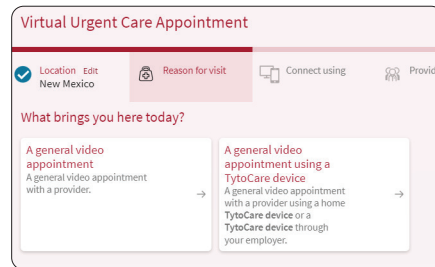 Virtual Urgent Care Appointment
Location Edit
New Mexico
Reason for visit
Connect using
Provid
What brings you here today?
A general video
appointment
A general video appointment
with a provider.
→
A general video
appointment using a
TytoCare device
A general video appointment
with a provider using a home
TytoCare device or a
TytoCare device through
your employer.
→